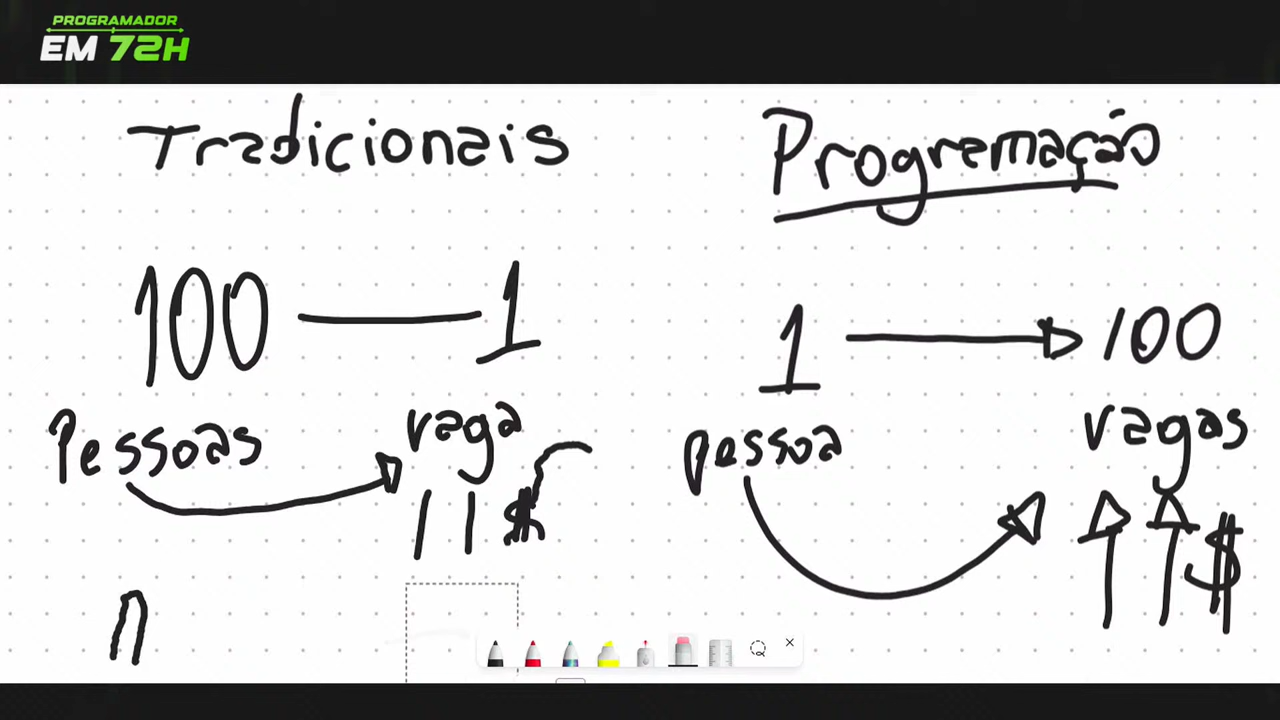 PROGRAMADOR
EM 72H
Tradicionais
100 1
Pessoas vaga
$
n
Programação
1 100
pessoa vagas
$